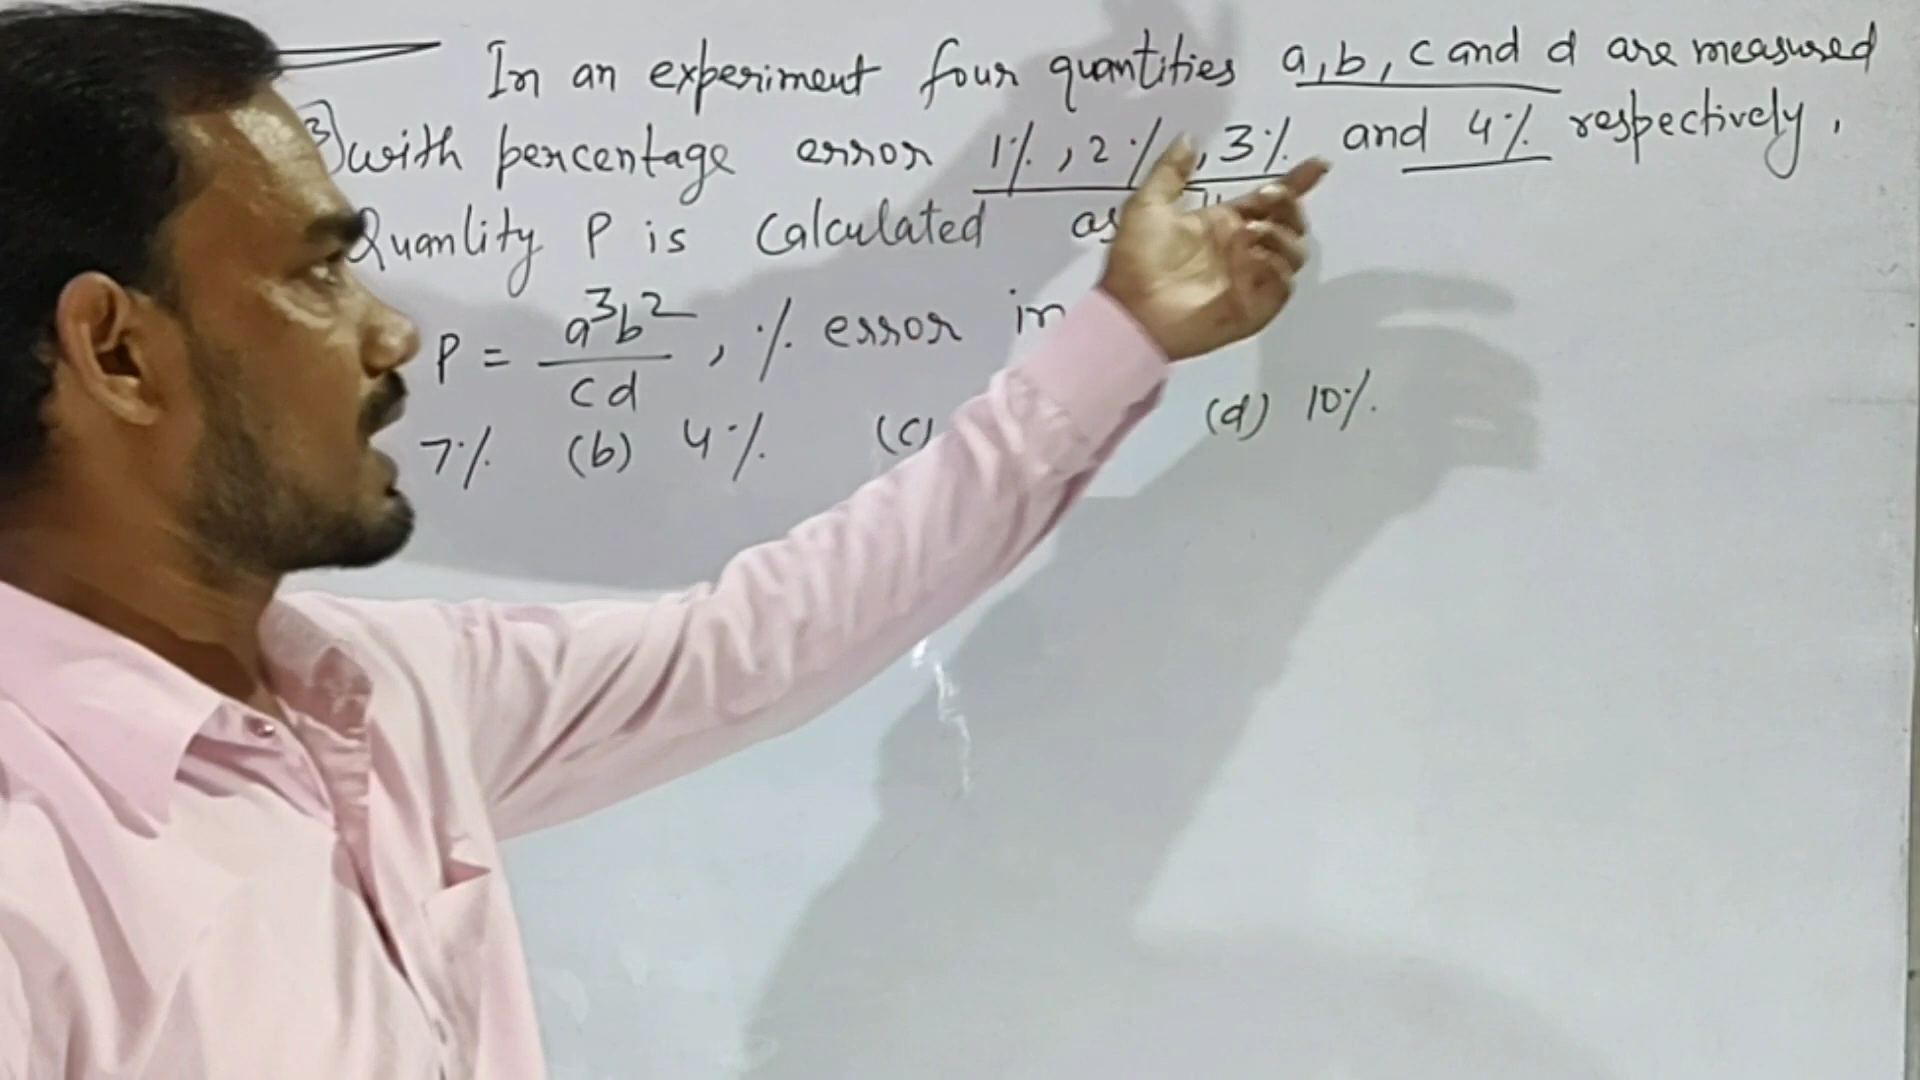 In an experiment four quantities a, b, c and d are measured
3) with percentage error 1%, 2%, 3% and 4% respectively.
Quanlity P is calculated as
P = a³b²/cd, % error in
7% (b) 4% (c) (d) 10%.